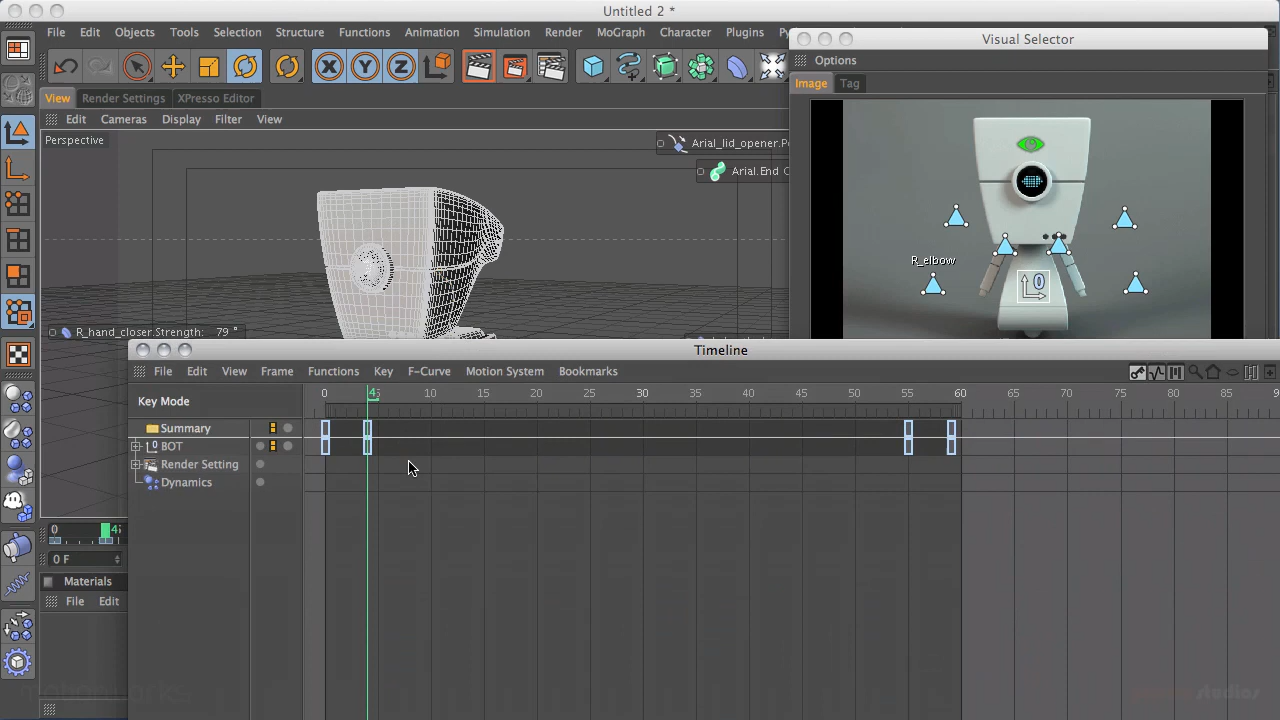 Untitled 2 *
File Edit Objects Tools Selection Structure Functions Animation Simulation Render MoGraph Character Plugins
Visual Selector
Options
X Y Z
Image Tag
View Render Settings XPresso Editor
Edit Cameras Display Filter View
Perspective
Arial_lid_opener.P
Arial.End
R_elbow
0
R_hand_closer.Strength: 79 °
Timeline
File Edit View Frame Functions Key F-Curve Motion System Bookmarks
Key Mode
0 4 10 15 20 25 30 35 40 45 50 55 60 65 70 75 80 85 9
Summary
BOT
Render Setting
Dynamics
0 4
0 F
Materials
File Edit